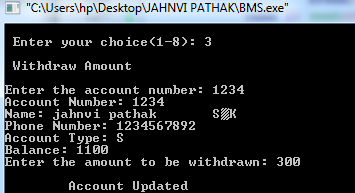 "C:\Users\hp\Desktop\JAHNVI PATHAK\BMS.exe"
Enter your choice(1-8): 3
Withdraw Amount
Enter the account number: 1234
Account Number: 1234
Name: jahnvi pathak S▒K
Phone Number: 1234567892
Account Type: S
Balance: 1100
Enter the amount to be withdrawn: 300
Account Updated